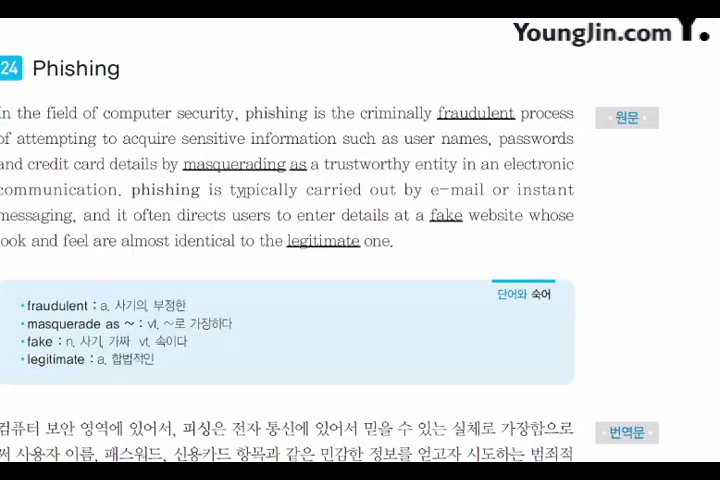 YoungJin.com Y.
24 Phishing
In the field of computer security, phishing is the criminally fraudulent process
of attempting to acquire sensitive information such as user names, passwords
and credit card details by masquerading as a trustworthy entity in an electronic
communication. phishing is typically carried out by e-mail or instant
messaging, and it often directs users to enter details at a fake website whose
look and feel are almost identical to the legitimate one.
• 원문 •
단어와 숙어
• fraudulent : a. 사기의, 부정한
• masquerade as ~ : vt. ~로 가장하다
• fake : n. 사기, 가짜 vt. 속이다
• legitimate : a. 합법적인
컴퓨터 보안 영역에 있어서, 피싱은 전자 통신에 있어서 믿을 수 있는 실체로 가장함으로
써 사용자 이름, 패스워드, 신용카드 항목과 같은 민감한 정보를 얻고자 시도하는 범죄적
• 번역문 •